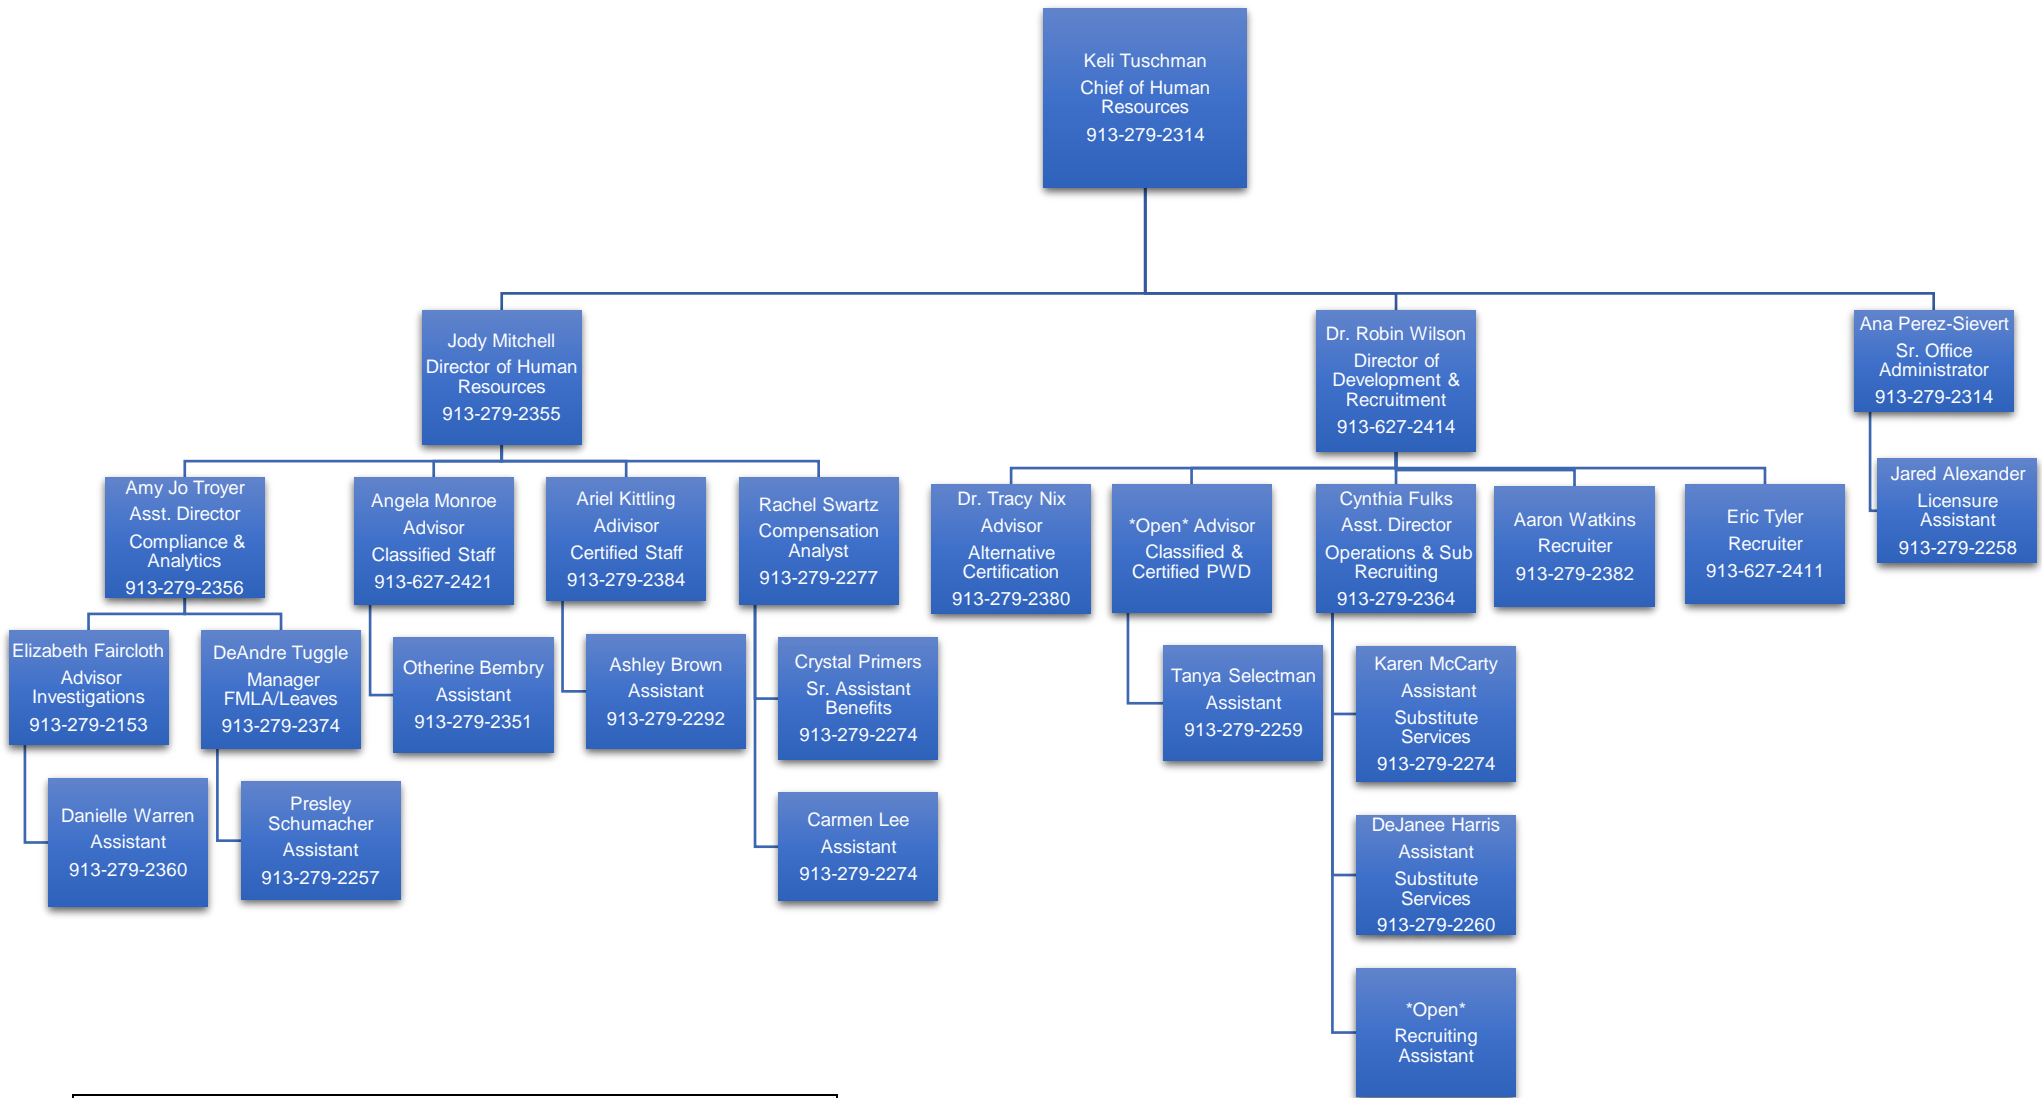 Keli Tuschman
Chief of Human
Resources
913-279-2314
Jody Mitchell
Director of Human
Resources
913-279-2355
Dr. Robin Wilson
Director of
Development &
Recruitment
913-627-2414
Ana Perez-Sievert
Sr. Office
Administrator
913-279-2314
Amy Jo Troyer
Asst. Director
Compliance &
Analytics
913-279-2356
Angela Monroe
Advisor
Classified Staff
913-627-2421
Ariel Kittling
Adivisor
Certified Staff
913-279-2384
Rachel Swartz
Compensation
Analyst
913-279-2277
Dr. Tracy Nix
Advisor
Alternative
Certification
913-279-2380
*Open* Advisor
Classified &
Certified PWD
Cynthia Fulks
Asst. Director
Operations & Sub
Recruiting
913-279-2364
Aaron Watkins
Recruiter
913-279-2382
Eric Tyler
Recruiter
913-627-2411
Jared Alexander
Licensure
Assistant
913-279-2258
Elizabeth Faircloth
Advisor
Investigations
913-279-2153
DeAndre Tuggle
Manager
FMLA/Leaves
913-279-2374
Otherine Bembry
Assistant
913-279-2351
Ashley Brown
Assistant
913-279-2292
Crystal Primers
Sr. Assistant
Benefits
913-279-2274
Tanya Selectman
Assistant
913-279-2259
Karen McCarty
Assistant
Substitute
Services
913-279-2274
Danielle Warren
Assistant
913-279-2360
Presley
Schumacher
Assistant
913-279-2257
Carmen Lee
Assistant
913-279-2274
DeJanee Harris
Assistant
Substitute
Services
913-279-2260
*Open*
Recruiting
Assistant